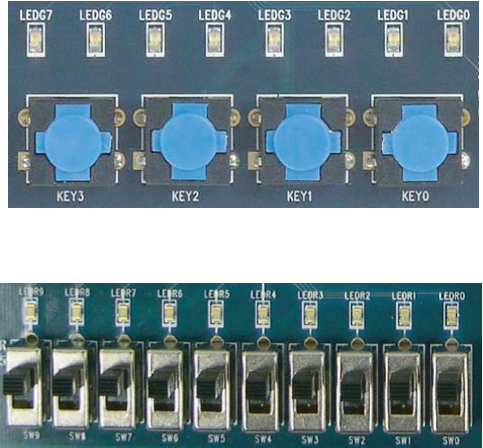 LEDG7 LEDG6 LEDG5 LEDG4 LEDG3 LEDG2 LEDG1 LEDG0
KEY3 KEY2 KEY1 KEY0
LEDR9 LEDR8 LEDR7 LEDR6 LEDR5 LEDR4 LEDR3 LEDR2 LEDR1 LEDR0
SW9 SW8 SW7 SW6 SW5 SW4 SW3 SW2 SW1 SW0